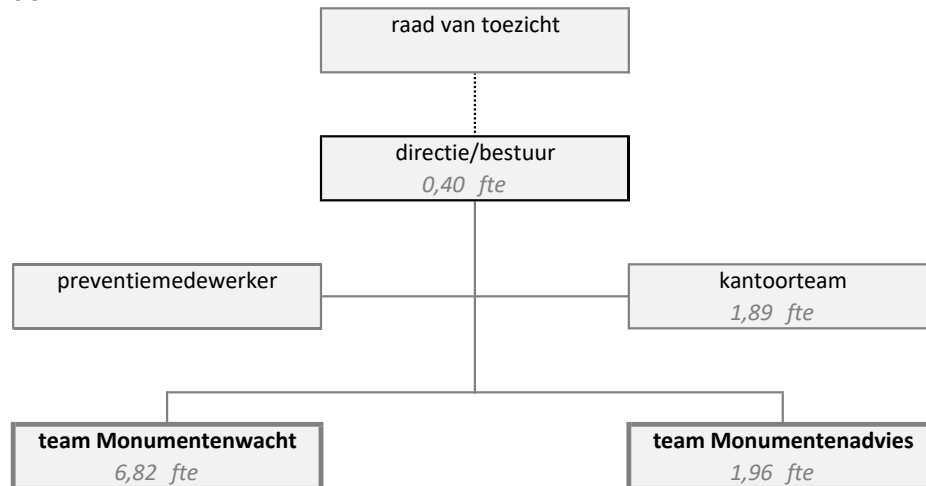 raad van toezicht
directie/bestuur
0,40 fte
preventiemedewerker
kantoorteam
1,89 fte
team Monumentenwacht
6,82 fte
team Monumentenadvies
1,96 fte